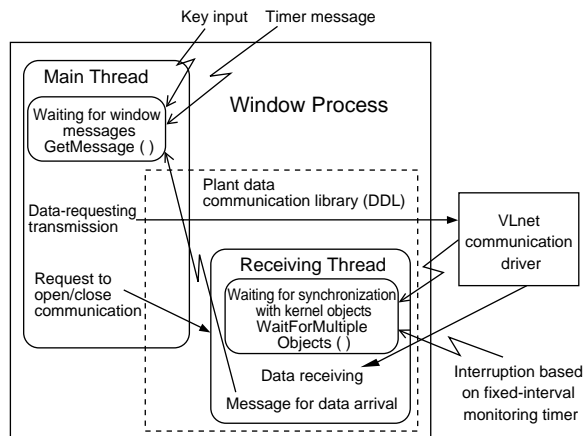 Key input
Timer message
Main Thread
Window Process
Waiting for window
messages
GetMessage ( )
Plant data
communication library (DDL)
Data-requesting
transmission
VLnet
communication
driver
Receiving Thread
Request to
open/close
communication
Waiting for synchronization
with kernel objects
WaitForMultiple
Objects ( )
Data receiving
Message for data arrival
Interruption based
on fixed-interval
monitoring timer